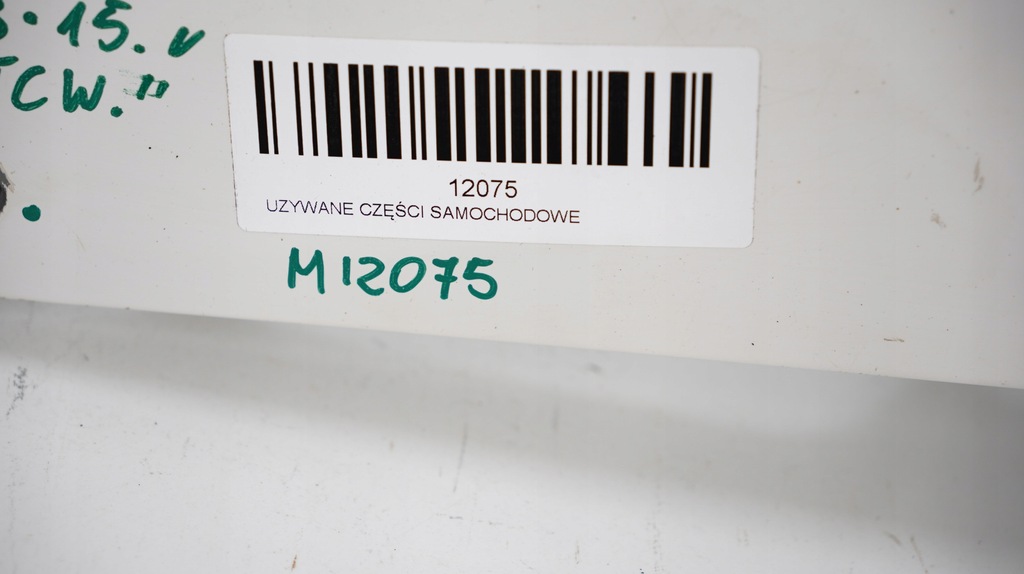 15. v
CW."
12075
UZYWANE CZĘŚCI SAMOCHODOWE
M12075